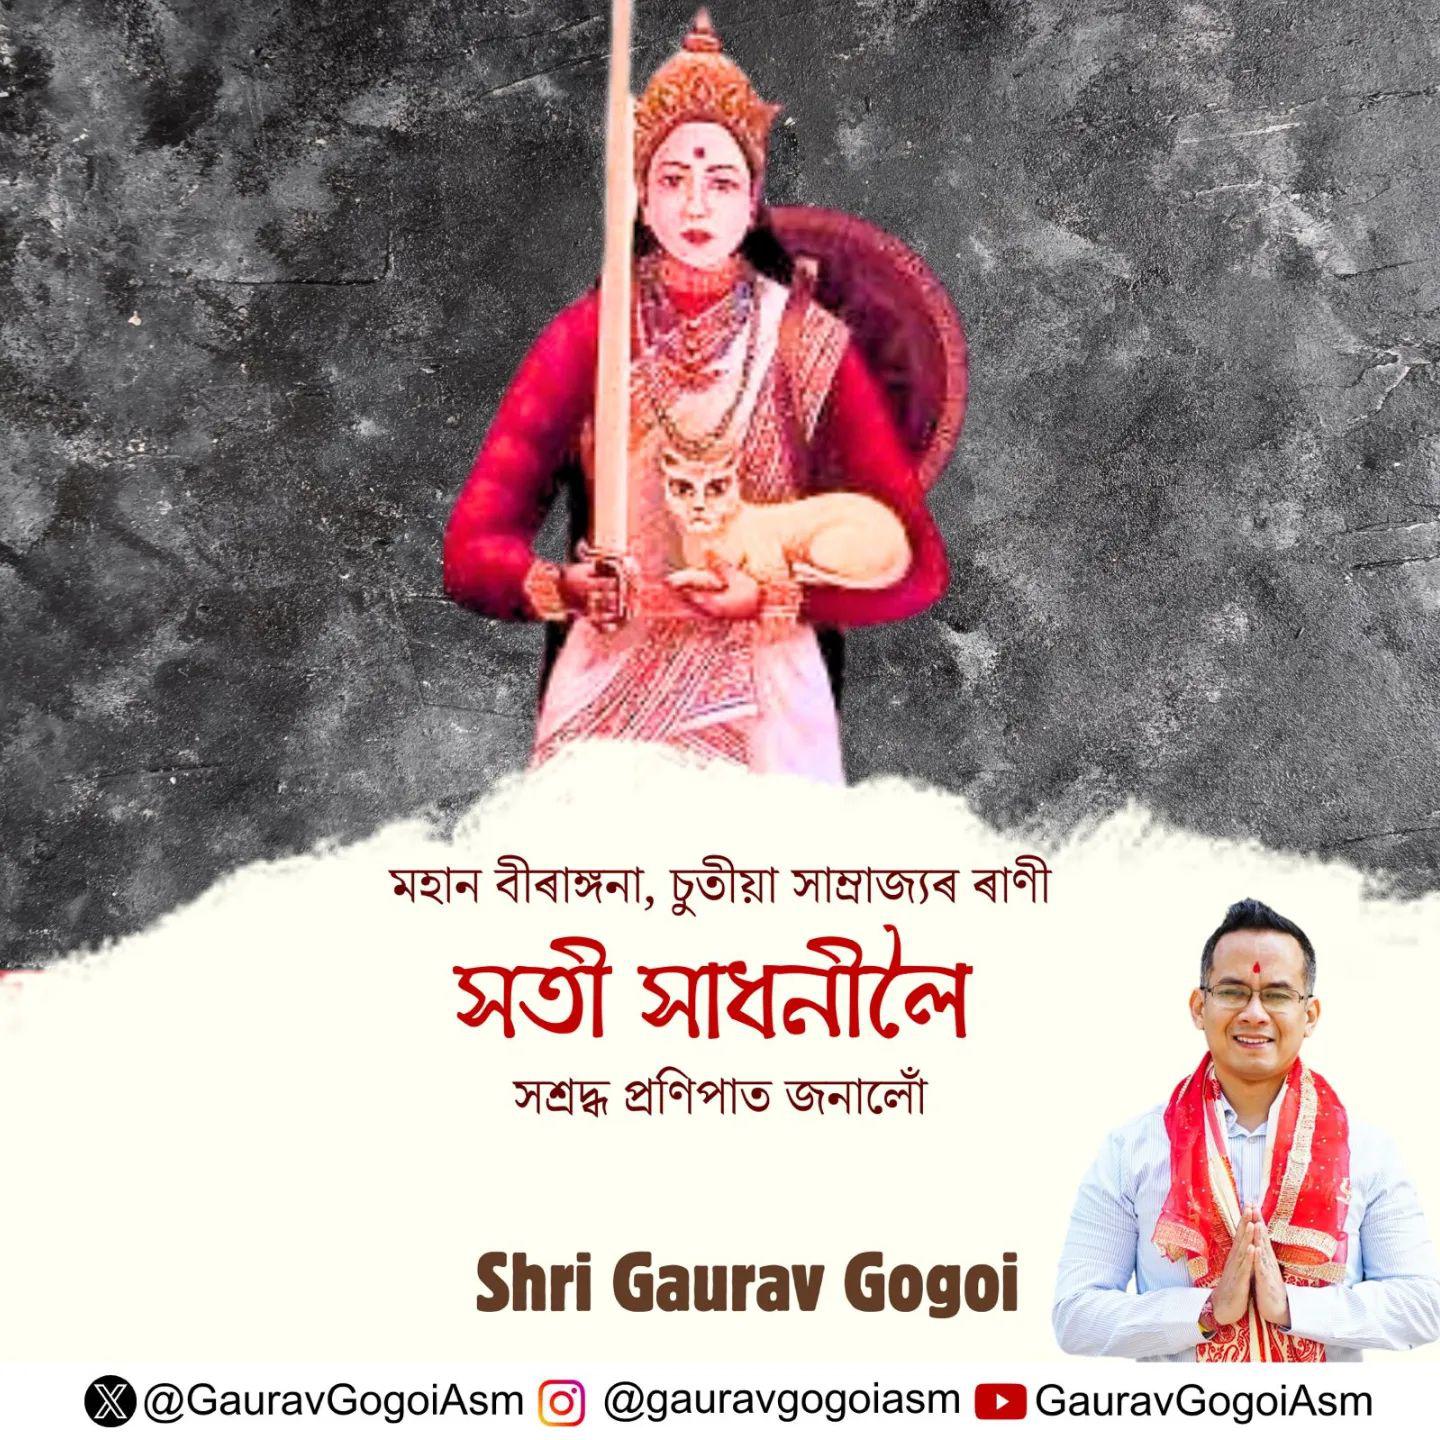 মহান বীৰাঙ্গনা, চুতীয়া সাম্ৰাজ্যৰ ৰাণী
সতী সাধনীলৈ
সশ্ৰদ্ধ প্ৰণিপাত জনালোঁ
Shri Gaurav Gogoi
@GauravGogoiAsm @gauravgogoiasm GauravGogoiAsm